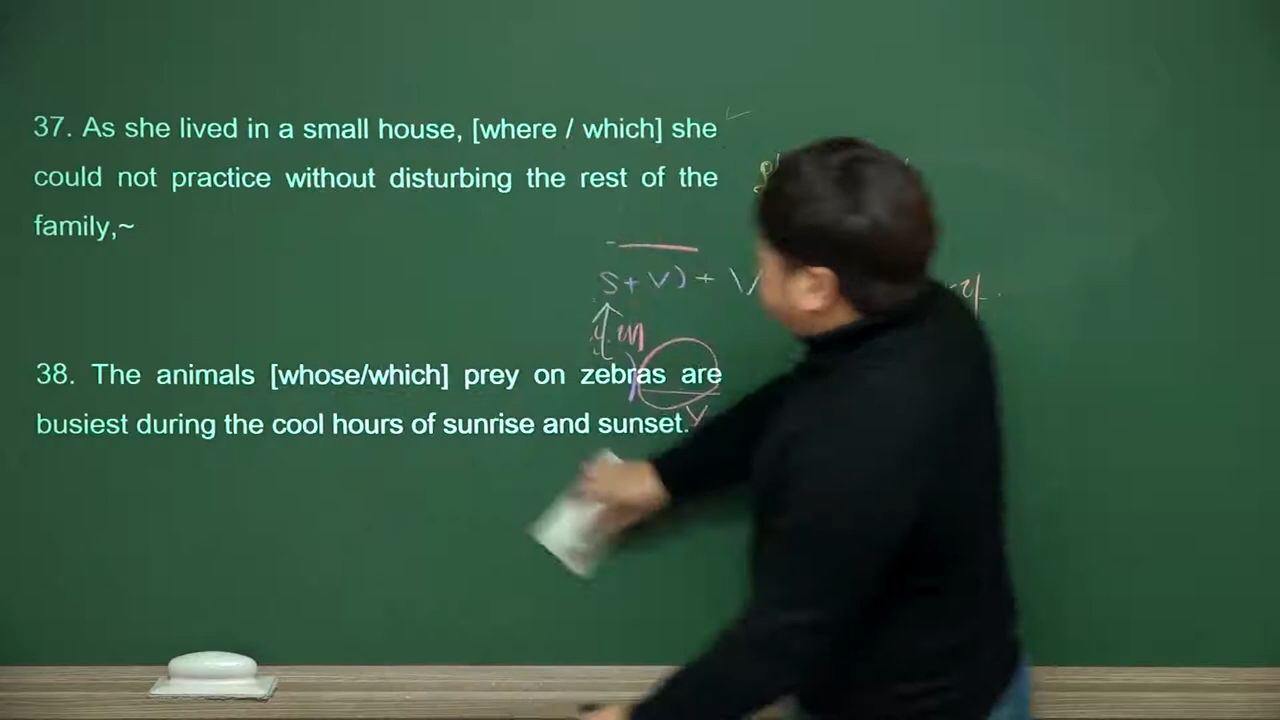 37. As she lived in a small house, [where / which] she
could not practice without disturbing the rest of the
family,~
S+V) + V
38. The animals [whose/which] prey on zebras are
V
busiest during the cool hours of sunrise and sunset.